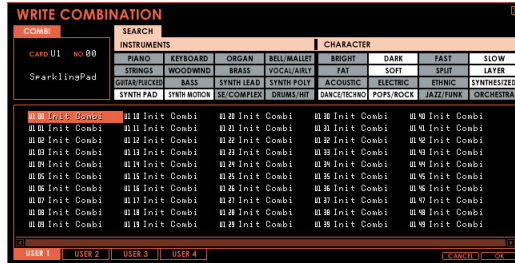 WRITE COMBINATION
COMBI SEARCH
INSTRUMENTS CHARACTER
CARD U1 NO 00
SparklingPad
PIANO KEYBOARD ORGAN BELL/MALLET BRIGHT DARK FAST SLOW
STRINGS WOODWIND BRASS VOCAL/AIRLY FAT SOFT SPLIT LAYER
GUITAR/PLUCKED BASS SYNTH LEAD SYNTH POLY ACOUSTIC ELECTRIC ETHNIC SYNTHESIZED
SYNTH PAD SYNTH MOTION SE/COMPLEX DRUMS/HIT DANCE/TECHNO POPS/ROCK JAZZ/FUNK ORCHESTRA
U1 00 Init Combi U1 10 Init Combi U1 20 Init Combi U1 30 Init Combi U1 40 Init Combi
U1 01 Init Combi U1 11 Init Combi U1 21 Init Combi U1 31 Init Combi U1 41 Init Combi
U1 02 Init Combi U1 12 Init Combi U1 22 Init Combi U1 32 Init Combi U1 42 Init Combi
U1 03 Init Combi U1 13 Init Combi U1 23 Init Combi U1 33 Init Combi U1 43 Init Combi
U1 04 Init Combi U1 14 Init Combi U1 24 Init Combi U1 34 Init Combi U1 44 Init Combi
U1 05 Init Combi U1 15 Init Combi U1 25 Init Combi U1 35 Init Combi U1 45 Init Combi
U1 06 Init Combi U1 16 Init Combi U1 26 Init Combi U1 36 Init Combi U1 46 Init Combi
U1 07 Init Combi U1 17 Init Combi U1 27 Init Combi U1 37 Init Combi U1 47 Init Combi
U1 08 Init Combi U1 18 Init Combi U1 28 Init Combi U1 38 Init Combi U1 48 Init Combi
U1 09 Init Combi U1 19 Init Combi U1 29 Init Combi U1 39 Init Combi U1 49 Init Combi
USER 1 USER 2 USER 3 USER 4 CANCEL OK